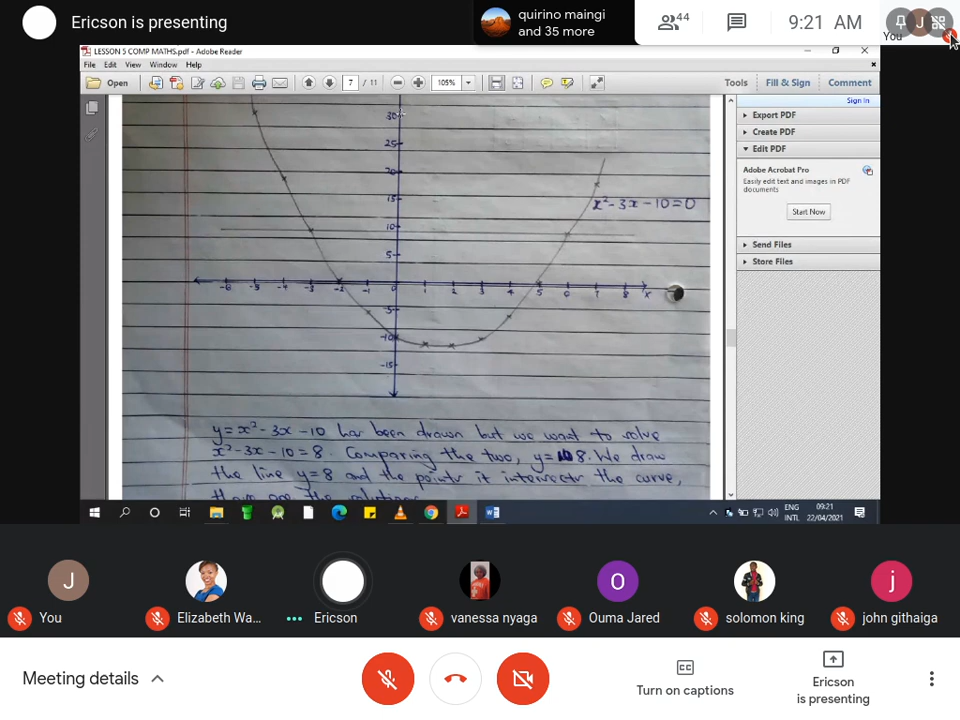 Ericson is presenting
quirino maingi
and 35 more
44
9:21 AM
J
You
LESSON 5 COMP MATHS.pdf - Adobe Reader
File Edit View Window Help
Open
7 / 11
105%
Tools Fill & Sign Comment
Sign In
Export PDF
Create PDF
Edit PDF
Adobe Acrobat Pro
Easily edit text and images in PDF
documents
Start Now
Send Files
Store Files
30
25
20
15
x²-3x-10=0
10
5
-6 -5 -4 -3 -2 -1 0 1 2 3 4 5 6 7 8 x
-5
-10
-15
y=x²-3x-10 has been drawn but we want to solve
x²-3x-10=8. Comparing the two, y=8. We draw
the line y=8 and the points it intersects the curve,
ENG
INTL
09:21
22/04/2021
J
O
j
You
Elizabeth Wa...
Ericson
vanessa nyaga
Ouma Jared
solomon king
john githaiga
Meeting details
Turn on captions
Ericson
is presenting